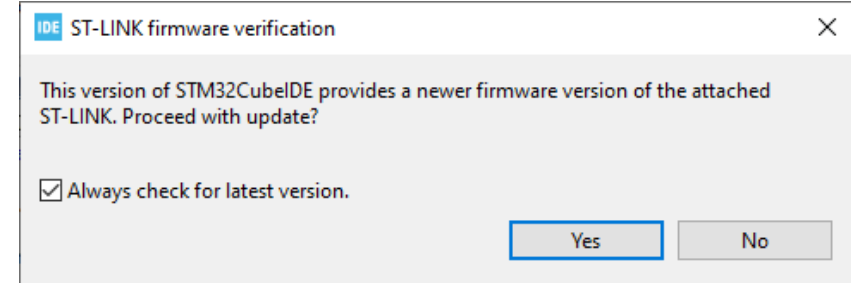 IDE ST-LINK firmware verification
This version of STM32CubeIDE provides a newer firmware version of the attached
ST-LINK. Proceed with update?
Always check for latest version.
Yes No